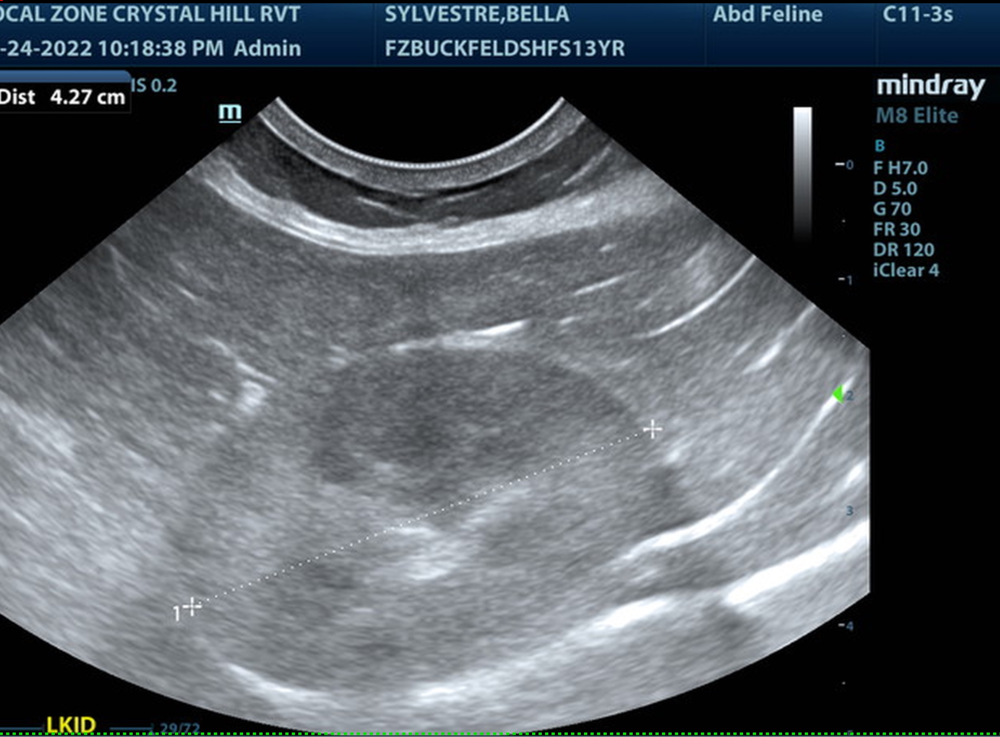 OCAL ZONE CRYSTAL HILL RVT
SYLVESTRE,BELLA
Abd Feline
C11-3s
-24-2022 10:18:38 PM Admin
FZBUCKFELDSHFS13YR
IS 0.2
Dist 4.27 cm
m
mindray
M8 Elite
B
F H7.0
D 5.0
G 70
FR 30
DR 120
iClear 4
0
1
2
3
4
1
LKID
29/72